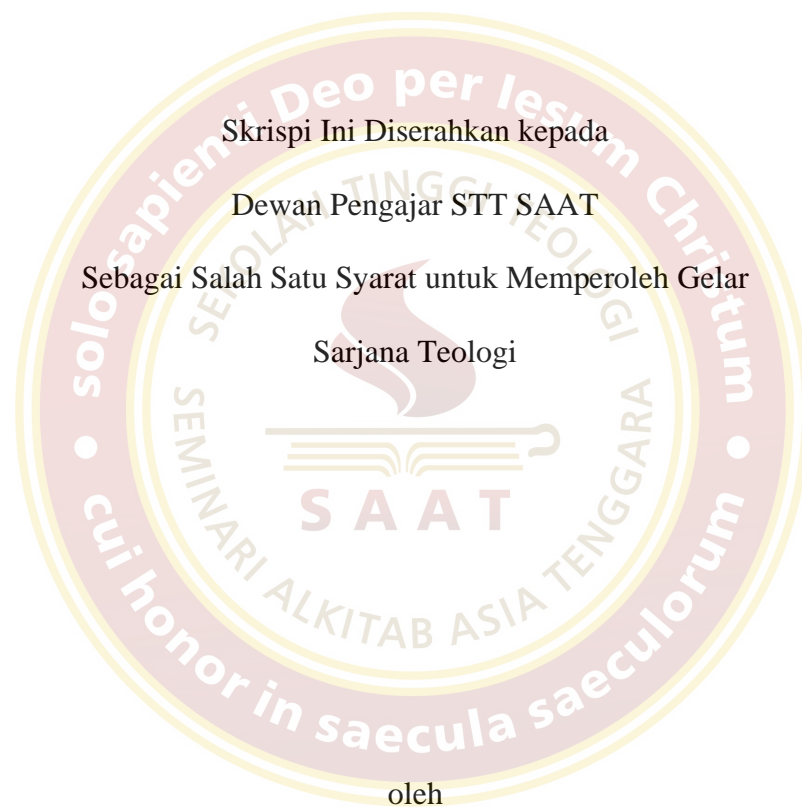 Skripsi Ini Diserahkan kepada
Dewan Pengajar STT SAAT
Sebagai Salah Satu Syarat untuk Memperoleh Gelar
Sarjana Teologi
oleh
solo sapienti Deo per Iesum Christum
cui honor in saecula saeculorum
SEKOLAH TINGGI TEOLOGI
SEMINARI ALKITAB ASIA TENGGARA
SAAT